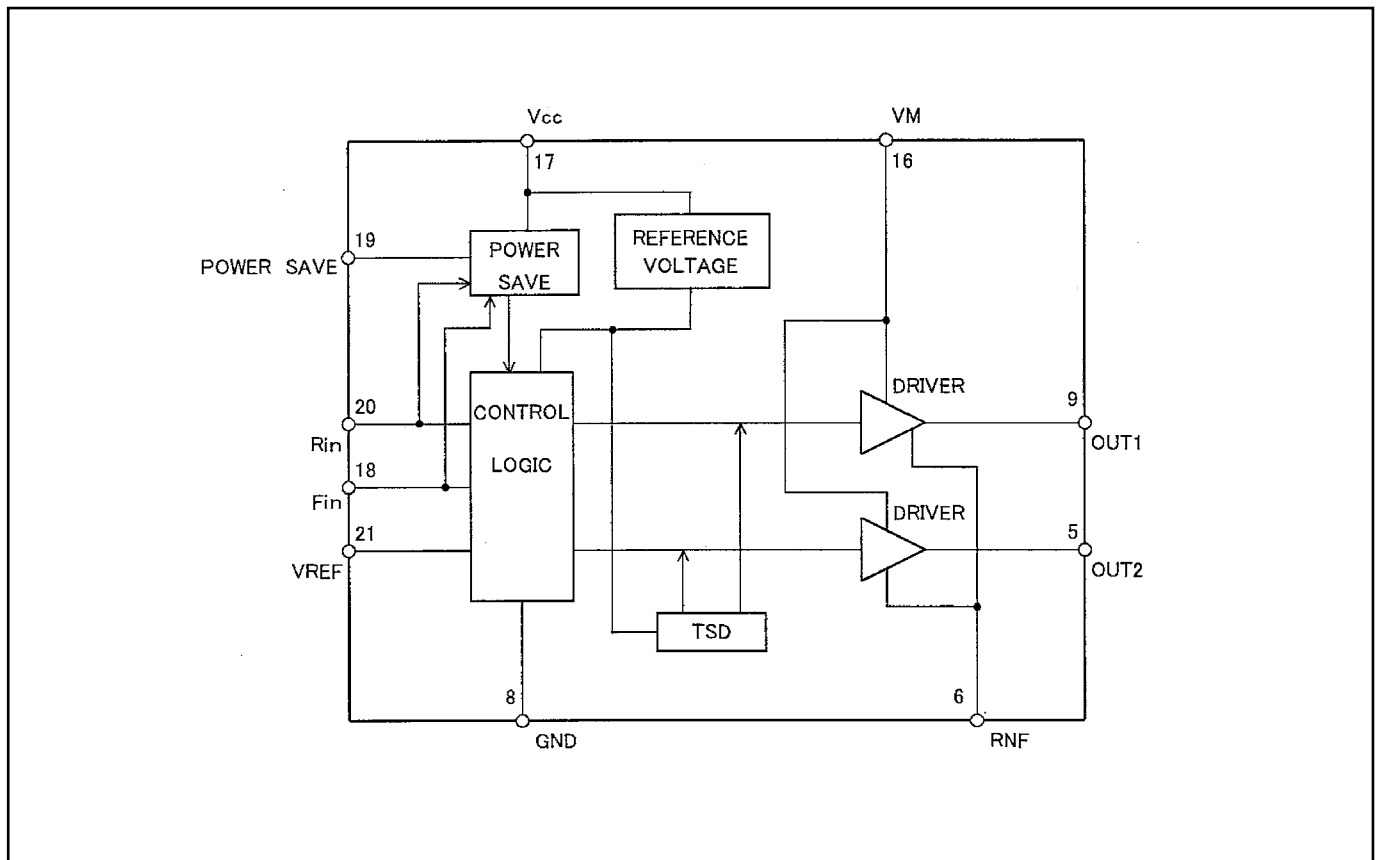 Vcc
VM
17
16
19
POWER SAVE
POWER
SAVE
REFERENCE
VOLTAGE
DRIVER
20
Rin
CONTROL
LOGIC
9
OUT1
18
Fin
DRIVER
21
VREF
5
OUT2
TSD
8
GND
6
RNF